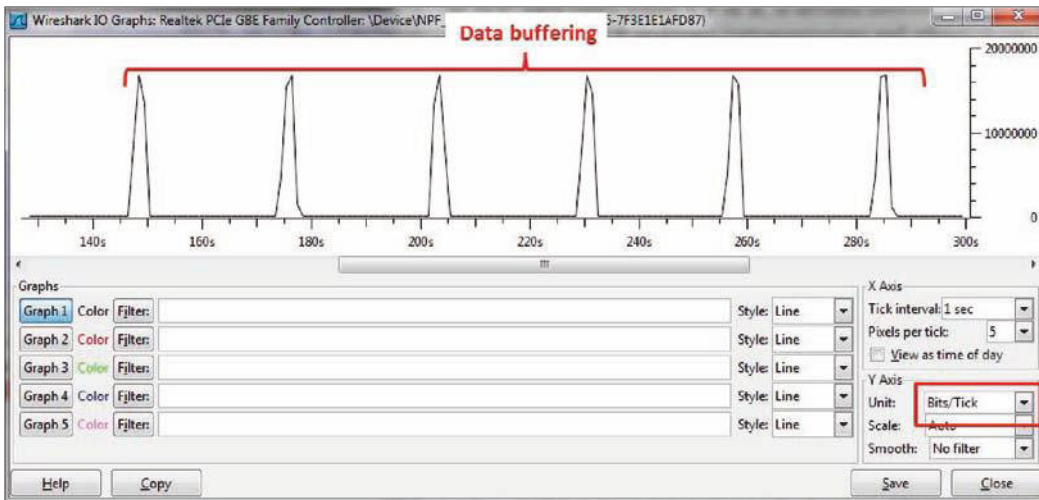 Wireshark IO Graphs: Realtek PCIe GBE Family Controller: \Device\NPF_ 5-7F3E1E1AFD87)
Data buffering
20000000
10000000
0
140s 160s 180s 200s 220s 240s 260s 280s 300s
Graphs
Graph 1 Color Filter: Style: Line
Graph 2 Color Filter: Style: Line
Graph 3 Color Filter: Style: Line
Graph 4 Color Filter: Style: Line
Graph 5 Color Filter: Style: Line
X Axis
Tick interval: 1 sec
Pixels per tick: 5
View as time of day
Y Axis
Unit: Bits/Tick
Scale: Auto
Smooth: No filter
Help Copy Save Close